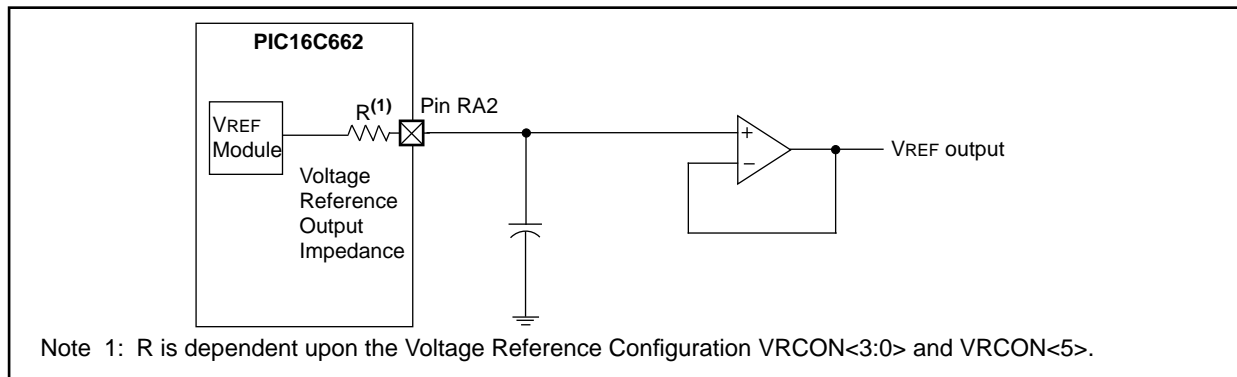 PIC16C662
R(1)
Pin RA2
VREF
Module
+
−
VREF output
Voltage
Reference
Output
Impedance
Note 1: R is dependent upon the Voltage Reference Configuration VRCON<3:0> and VRCON<5>.